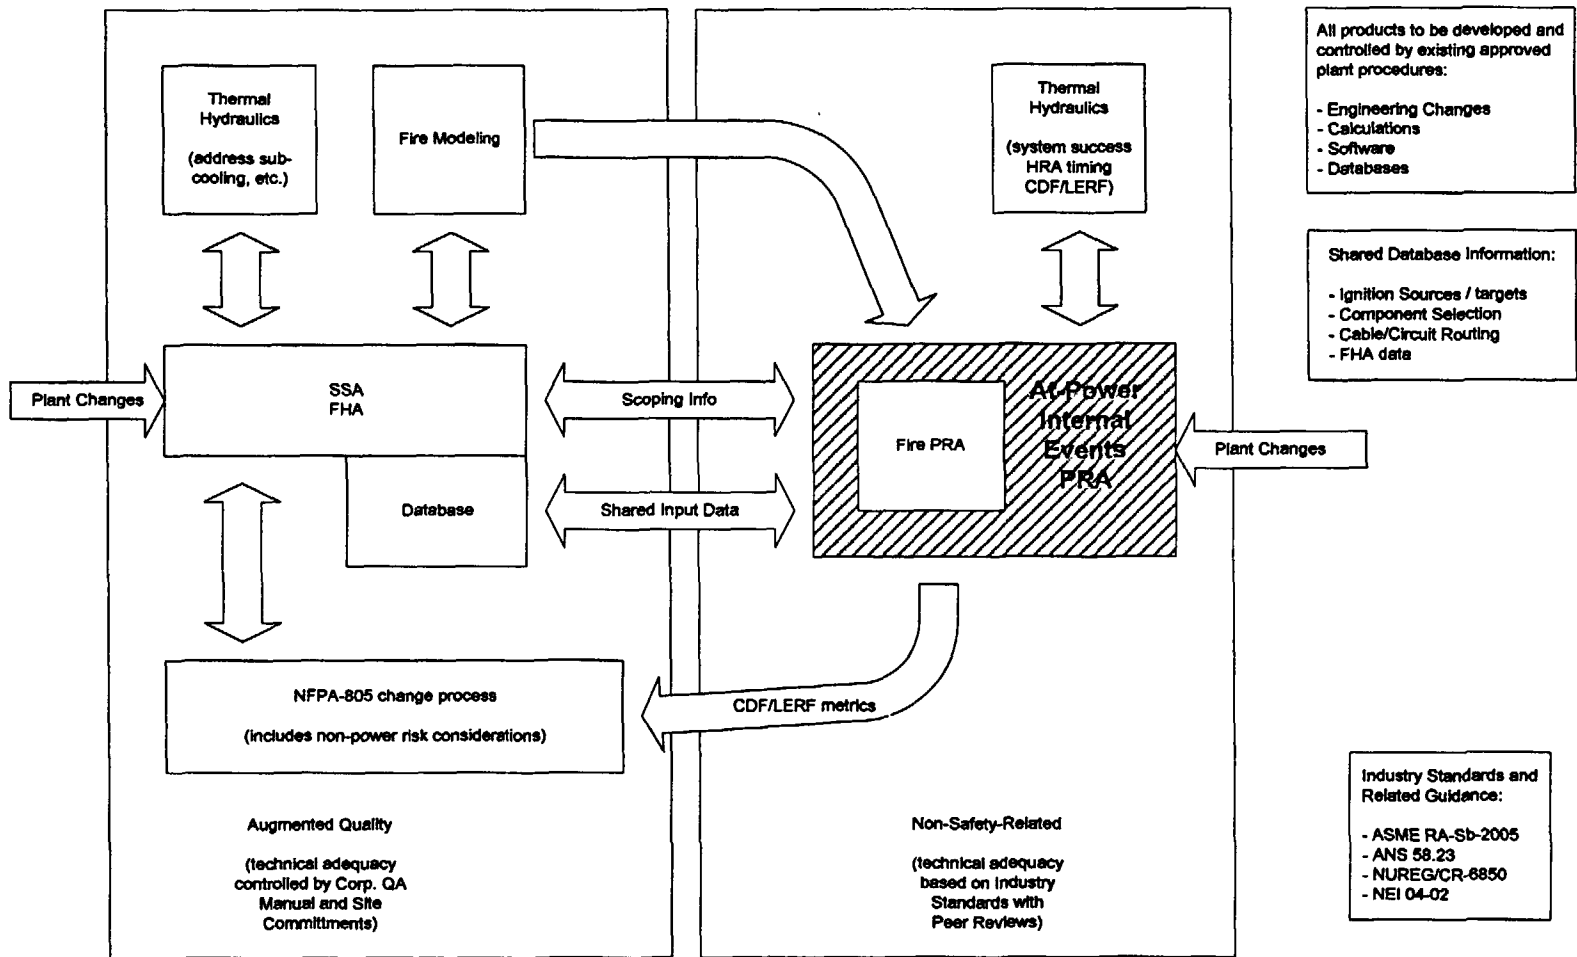 Thermal
Hydraulics
(address sub-
cooling, etc.)
Fire Modeling
Thermal
Hydraulics
(system success
HRA timing
CDF/LERF)
All products to be developed and
controlled by existing approved
plant procedures:
- Engineering Changes
- Calculations
- Software
- Databases
Shared Database Information:
- Ignition Sources / targets
- Component Selection
- Cable/Circuit Routing
- FHA data
Plant Changes
SSA
FHA
Scoping Info
Fire PRA
At-Power
Internal
Events
PRA
Plant Changes
Database
Shared Input Data
NFPA-805 change process
(includes non-power risk considerations)
CDF/LERF metrics
Augmented Quality
(technical adequacy
controlled by Corp. QA
Manual and Site
Committments)
Non-Safety-Related
(technical adequacy
based on Industry
Standards with
Peer Reviews)
Industry Standards and
Related Guidance:
- ASME RA-Sb-2005
- ANS 58.23
- NUREG/CR-6850
- NEI 04-02